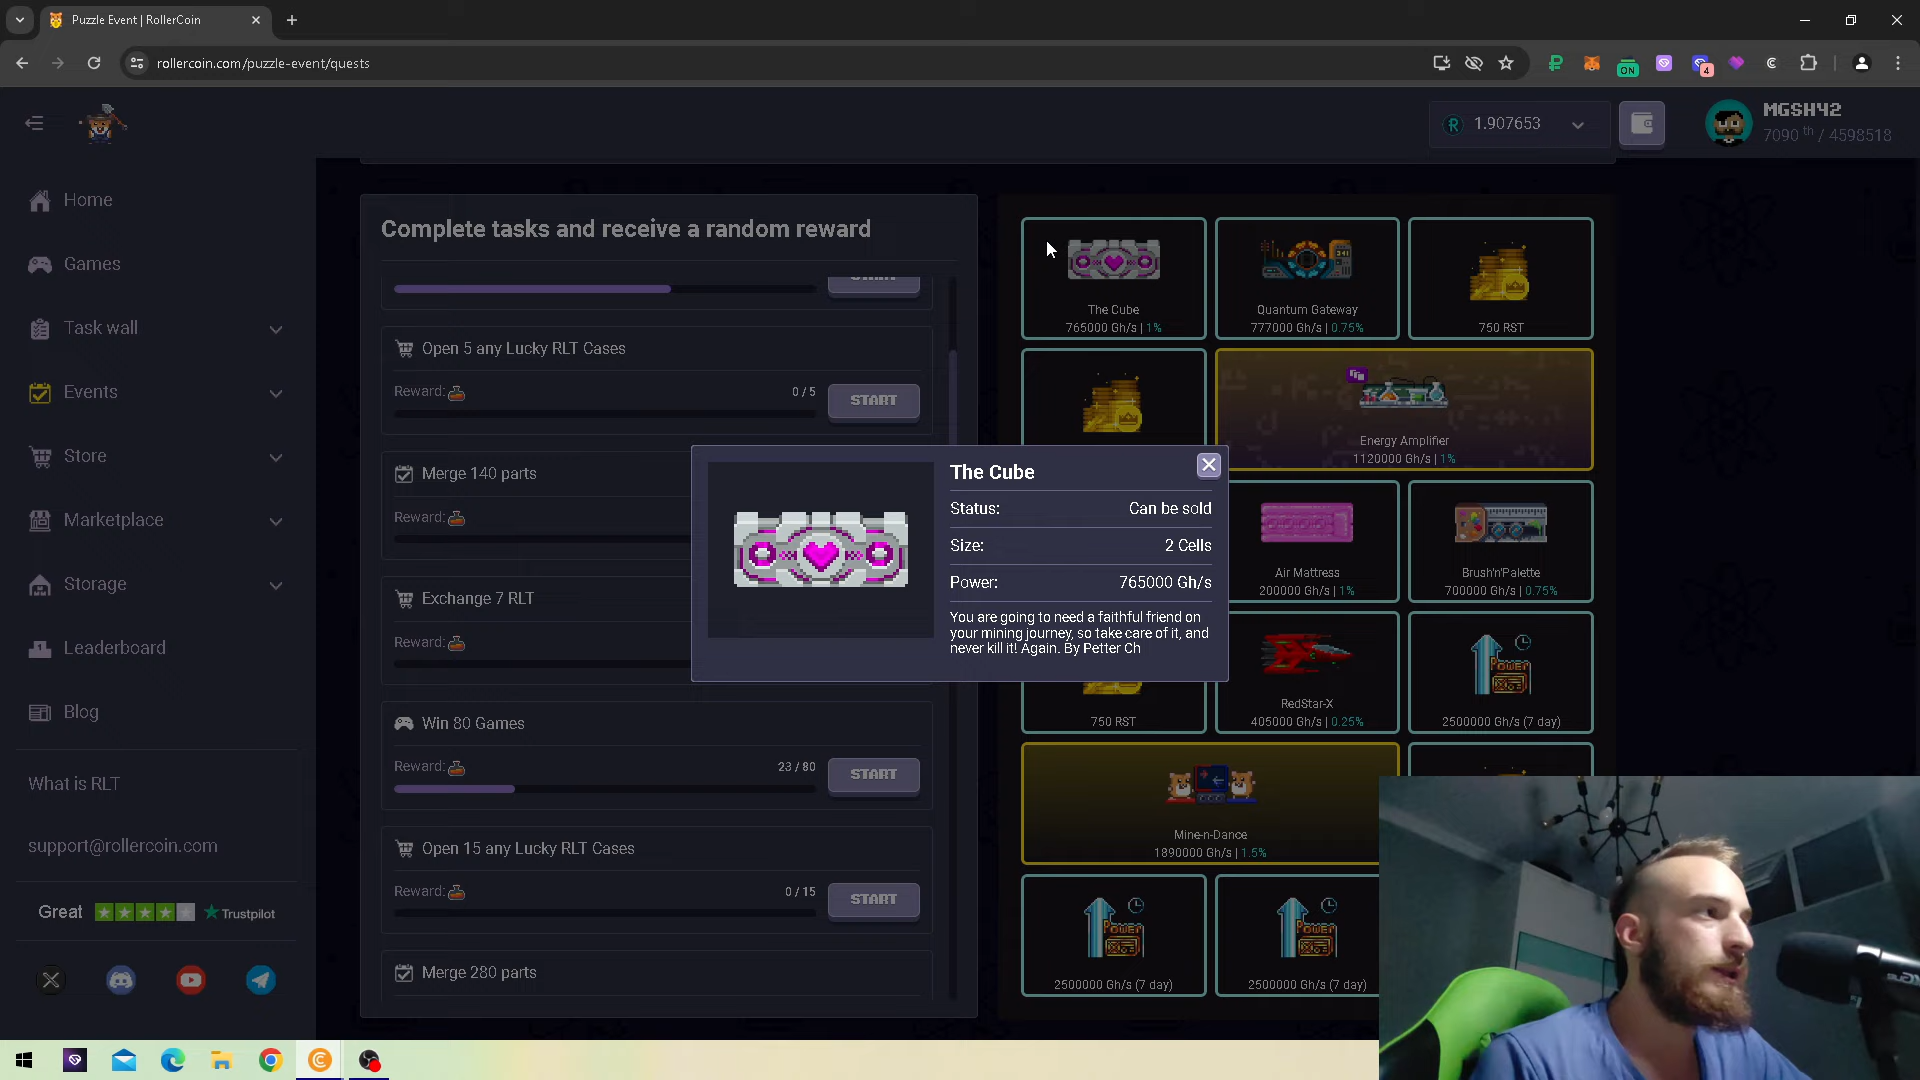 Puzzle Event | RollerCoin
rollercoin.com/puzzle-event/quests
ON
4
1.907653
MGSH42
7090 th / 4598518
Home
Games
Task wall
Events
Store
Marketplace
Storage
Leaderboard
Blog
What is RLT
support@rollercoin.com
Great
Trustpilot
Complete tasks and receive a random reward
START
Open 5 any Lucky RLT Cases
Reward:
0 / 5
START
Merge 140 parts
Reward:
Exchange 7 RLT
Reward:
Win 80 Games
Reward:
23 / 80
START
Open 15 any Lucky RLT Cases
Reward:
0 / 15
START
Merge 280 parts
The Cube
765000 Gh/s | 1%
Quantum Gateway
777000 Gh/s | 0.75%
750 RST
Energy Amplifier
1120000 Gh/s | 1%
Air Mattress
200000 Gh/s | 1%
Brush'n'Palette
700000 Gh/s | 0.75%
750 RST
RedStar-X
405000 Gh/s | 0.25%
POWER
2500000 Gh/s (7 day)
Mine-n-Dance
1890000 Gh/s | 1.5%
POWER
2500000 Gh/s (7 day)
POWER
2500000 Gh/s (7 day)
The Cube
Status:
Can be sold
Size:
2 Cells
Power:
765000 Gh/s
You are going to need a faithful friend on
your mining journey, so take care of it, and
never kill it! Again. By Petter Ch